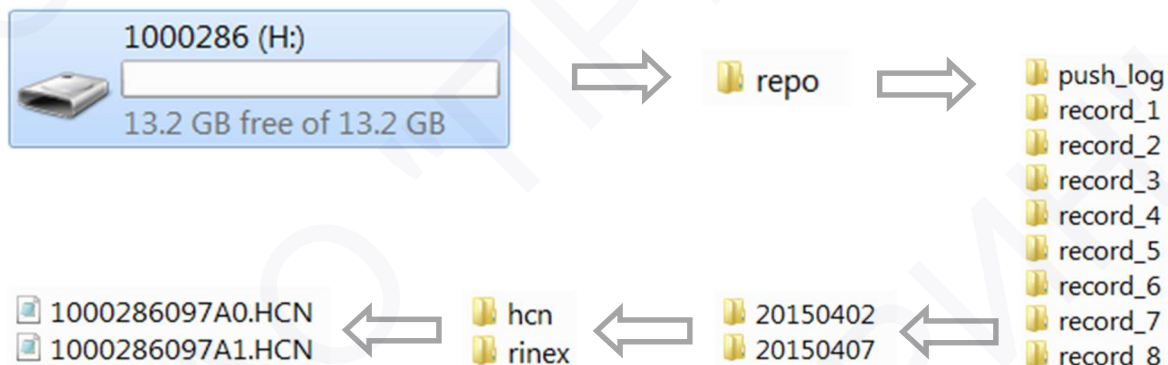 1000286 (H:)
13.2 GB free of 13.2 GB
repo
push_log
record_1
record_2
record_3
record_4
record_5
record_6
record_7
record_8
20150402
20150407
hcn
rinex
1000286097A0.HCN
1000286097A1.HCN